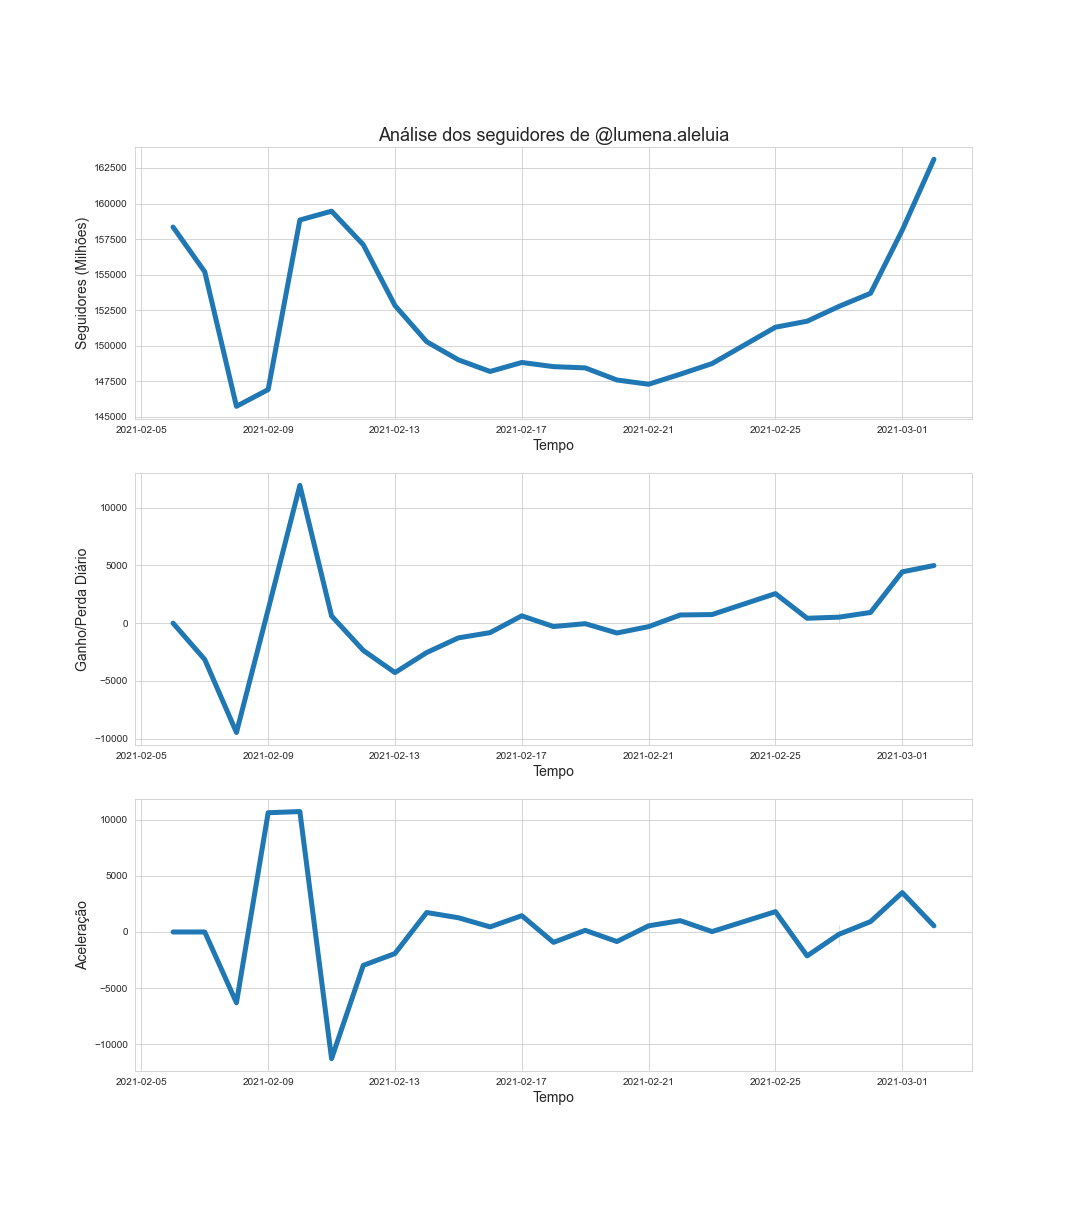 Análise dos seguidores de @lumena.aleluia
Seguidores (Milhões)
162500
160000
157500
155000
152500
150000
147500
145000
2021-02-05 2021-02-09 2021-02-13 2021-02-17 2021-02-21 2021-02-25 2021-03-01
Tempo
Ganho/Perda Diário
10000
5000
0
−5000
−10000
2021-02-05 2021-02-09 2021-02-13 2021-02-17 2021-02-21 2021-02-25 2021-03-01
Tempo
Aceleração
10000
5000
0
−5000
−10000
2021-02-05 2021-02-09 2021-02-13 2021-02-17 2021-02-21 2021-02-25 2021-03-01
Tempo